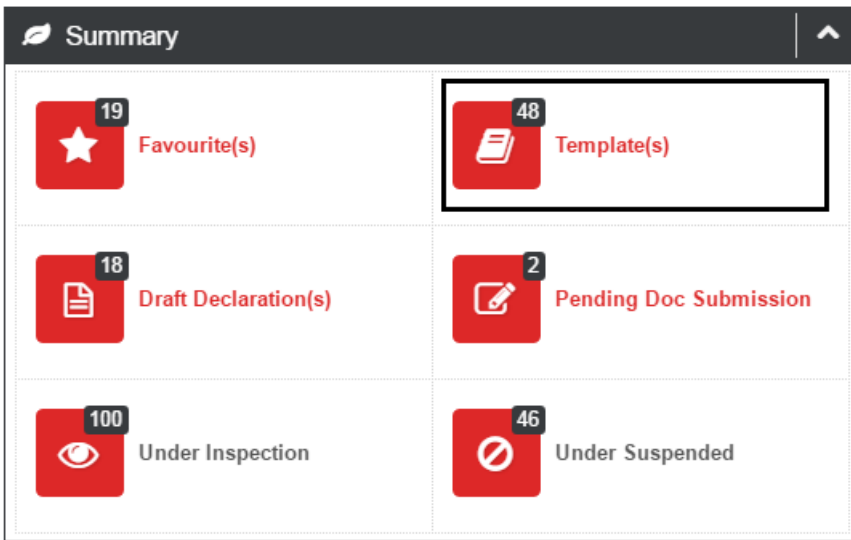 Summary
19
Favourite(s)
48
Template(s)
18
Draft Declaration(s)
2
Pending Doc Submission
100
Under Inspection
46
Under Suspended